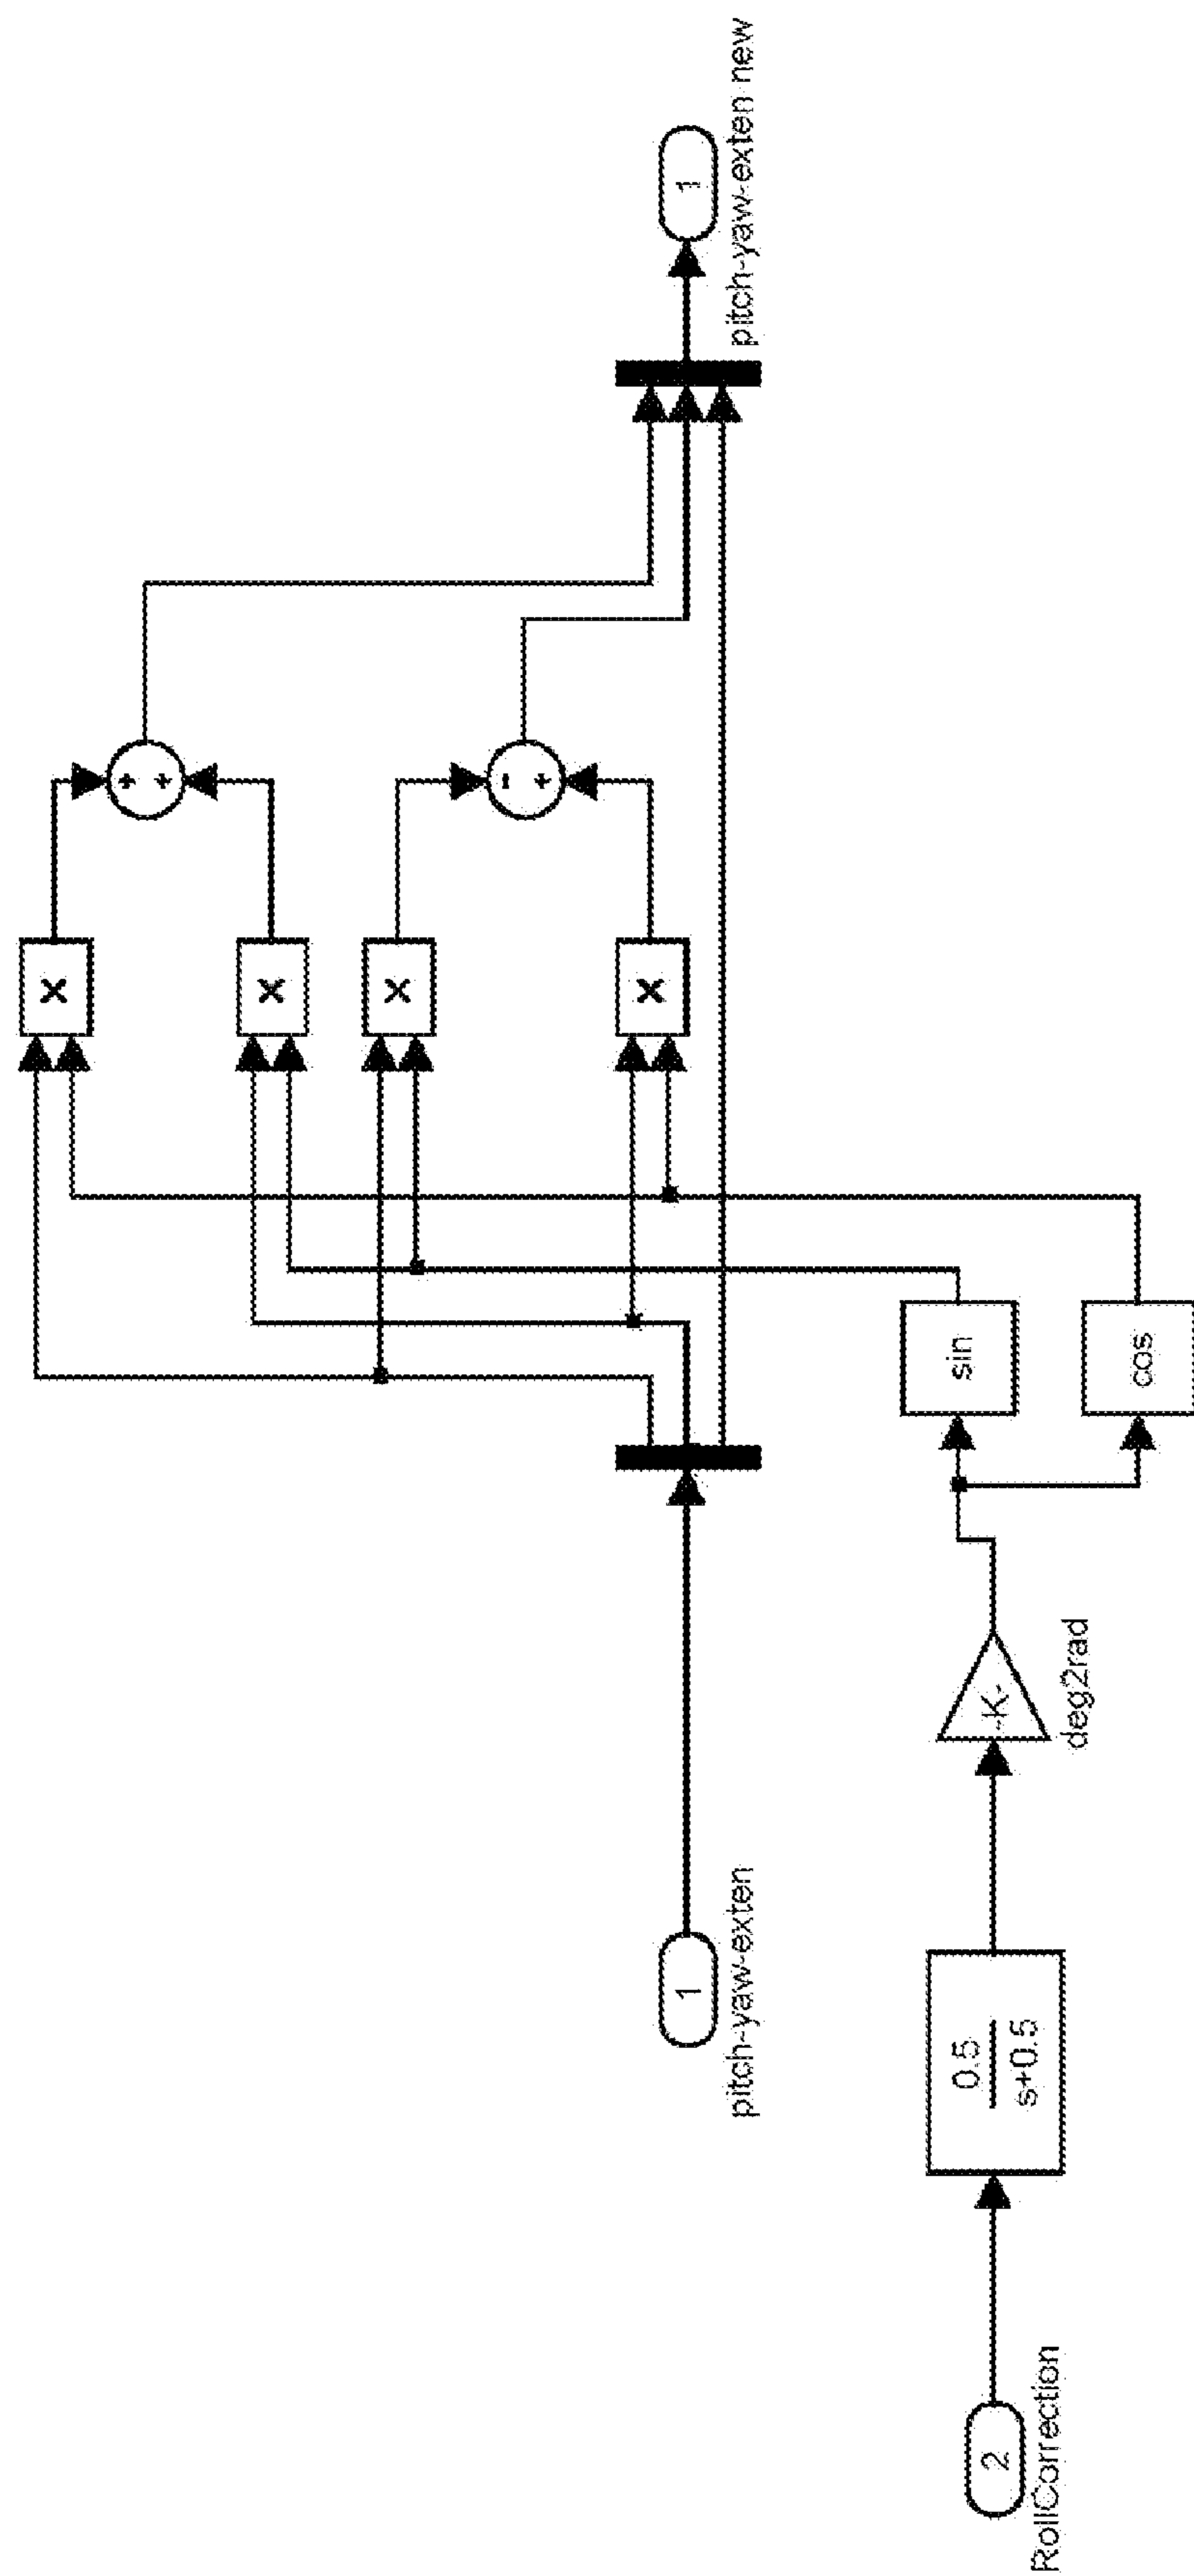 ×
×
×
×
+
+
-
+
1
pitch-yaw-exten new
1
pitch-yaw-exten
sin
cos
2
RollCorrection
0.5
s+0.5
-K-
deg2rad